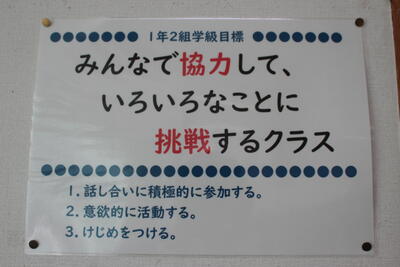 1年2組学級目標
みんなで協力して、
いろいろなことに
挑戦するクラス
1.話し合いに積極的に参加する。
2.意欲的に活動する。
3.けじめをつける。